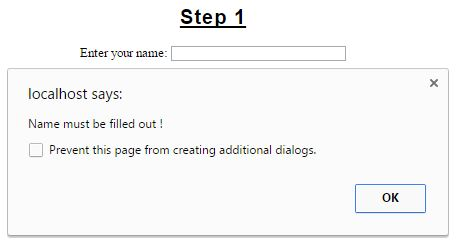 Step 1
Enter your name:
localhost says:
Name must be filled out !
Prevent this page from creating additional dialogs.
OK